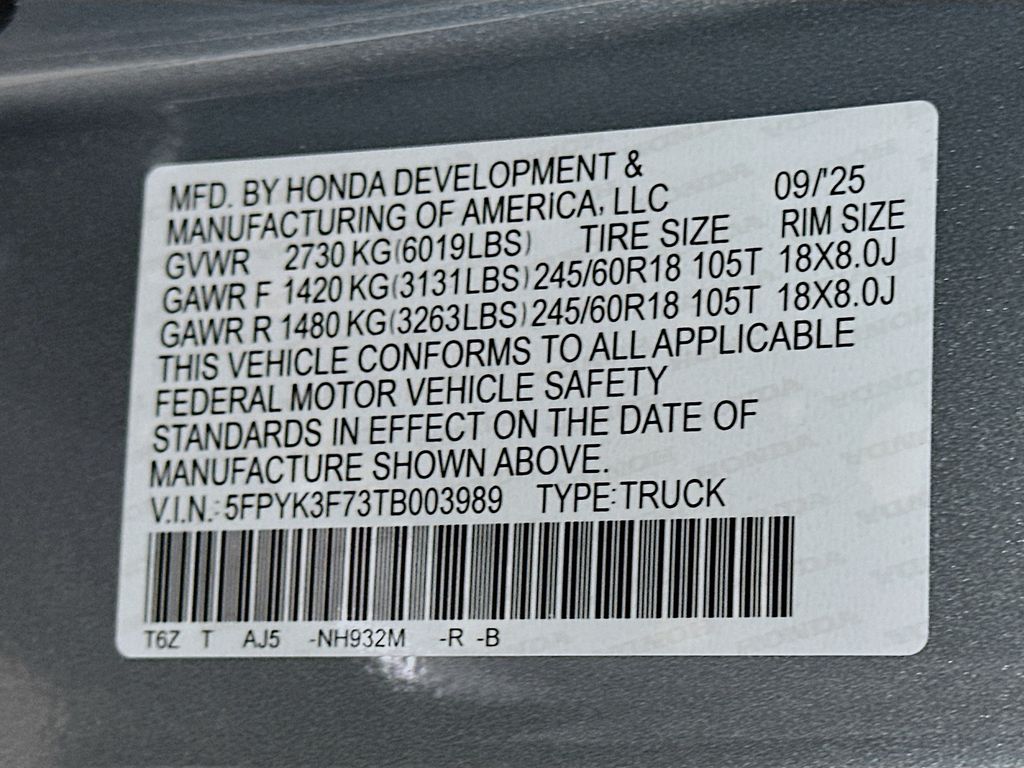 MFD. BY HONDA DEVELOPMENT &
MANUFACTURING OF AMERICA, LLC 09/'25
GVWR 2730 KG(6019LBS) TIRE SIZE RIM SIZE
GAWR F 1420 KG(3131LBS) 245/60R18 105T 18X8.0J
GAWR R 1480 KG(3263LBS) 245/60R18 105T 18X8.0J
THIS VEHICLE CONFORMS TO ALL APPLICABLE
FEDERAL MOTOR VEHICLE SAFETY
STANDARDS IN EFFECT ON THE DATE OF
MANUFACTURE SHOWN ABOVE.
V.I.N.: 5FPYK3F73TB003989 TYPE: TRUCK
T6Z T AJ5 -NH932M -R -B